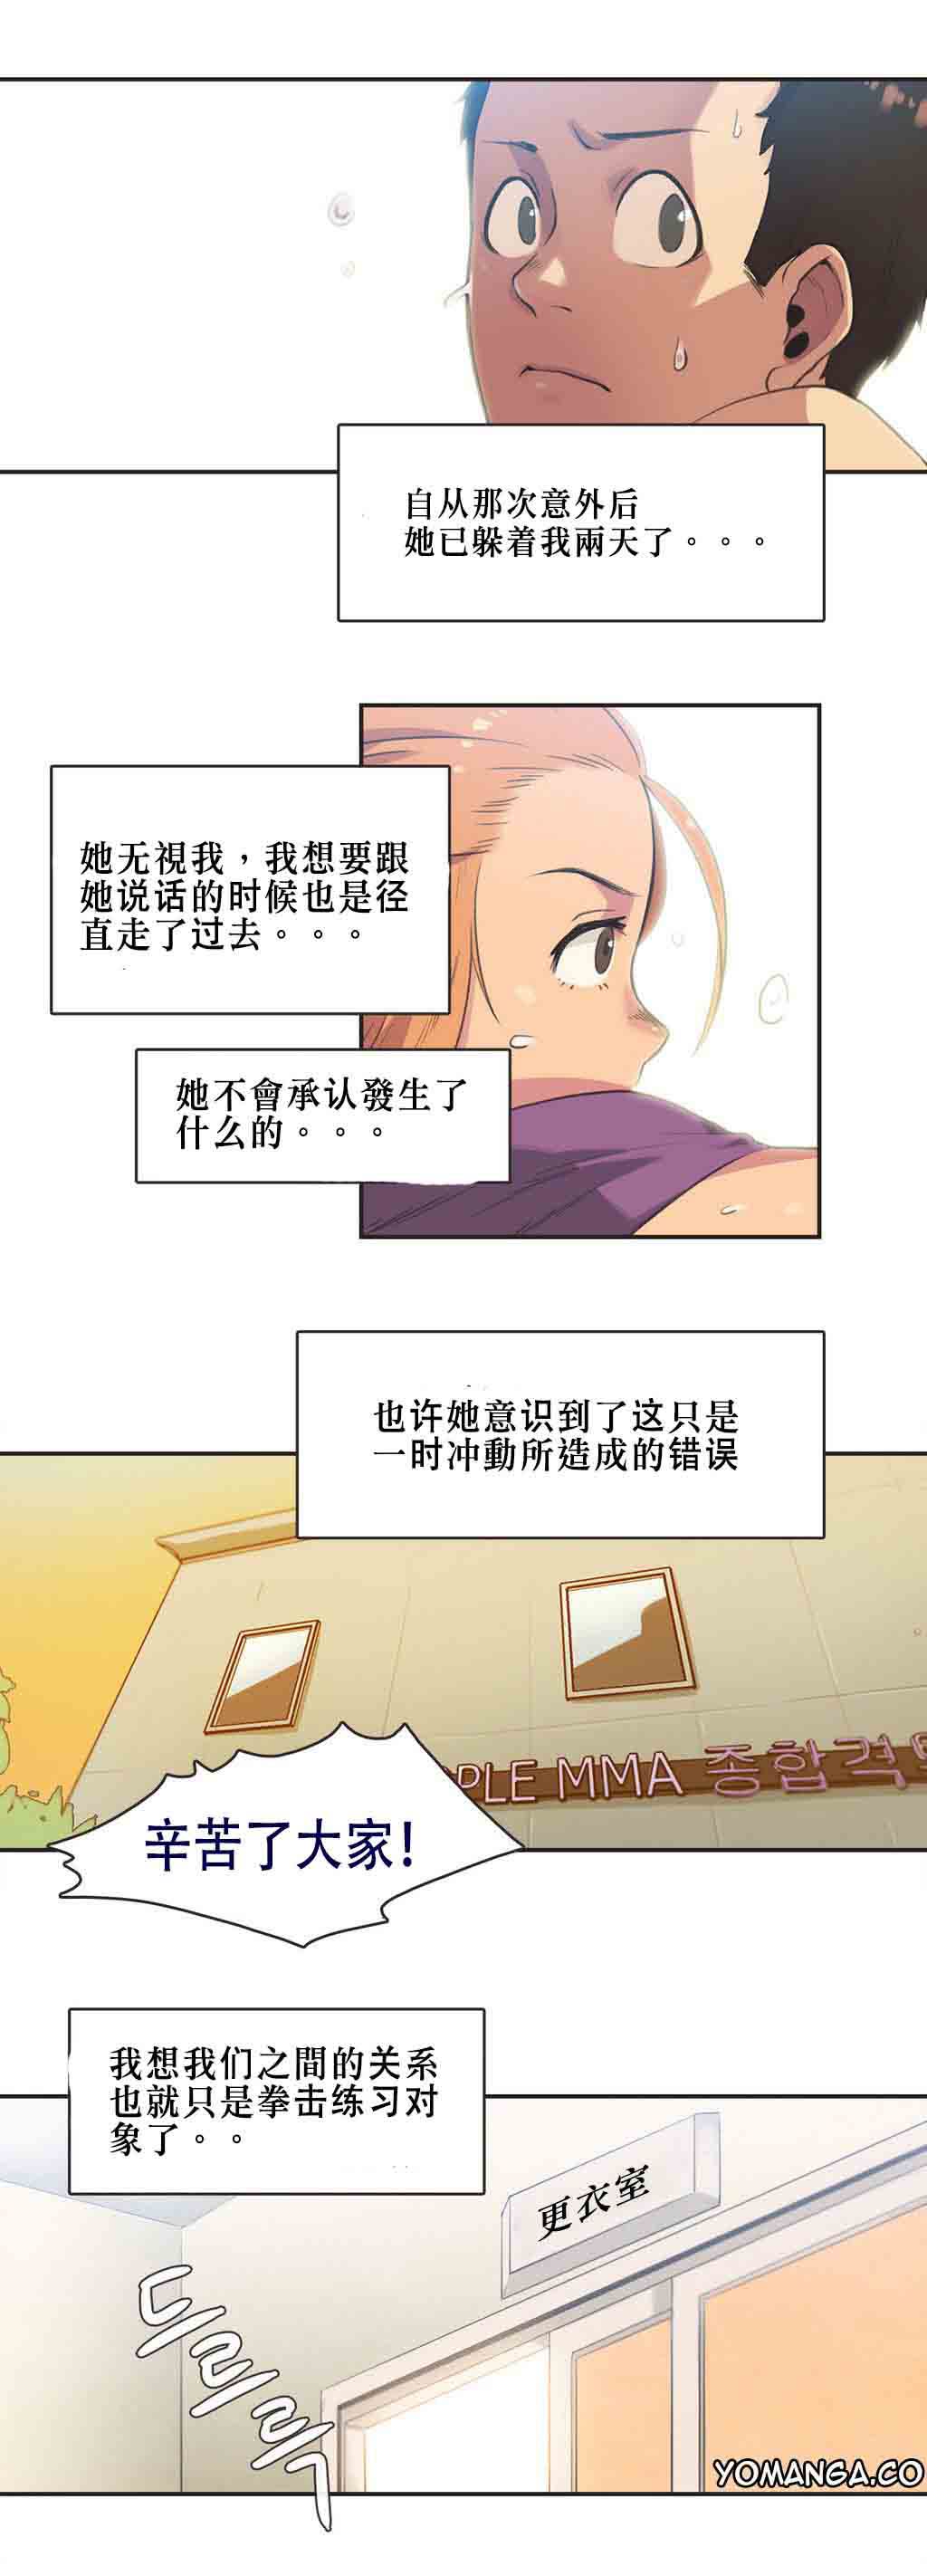 自从那次意外后
她已躲着我兩天了。。。
她无視我，我想要跟
她说话的时候也是径
直走了过去。。。
她不會承认發生了
什么的。。。
也许她意识到了这只是
一时冲動所造成的错误
PLE MMA 종합격
辛苦了大家!
我想我们之間的关系
也就只是拳击练习对
象了。。
更衣室
드르륵
YOMANGA.CO